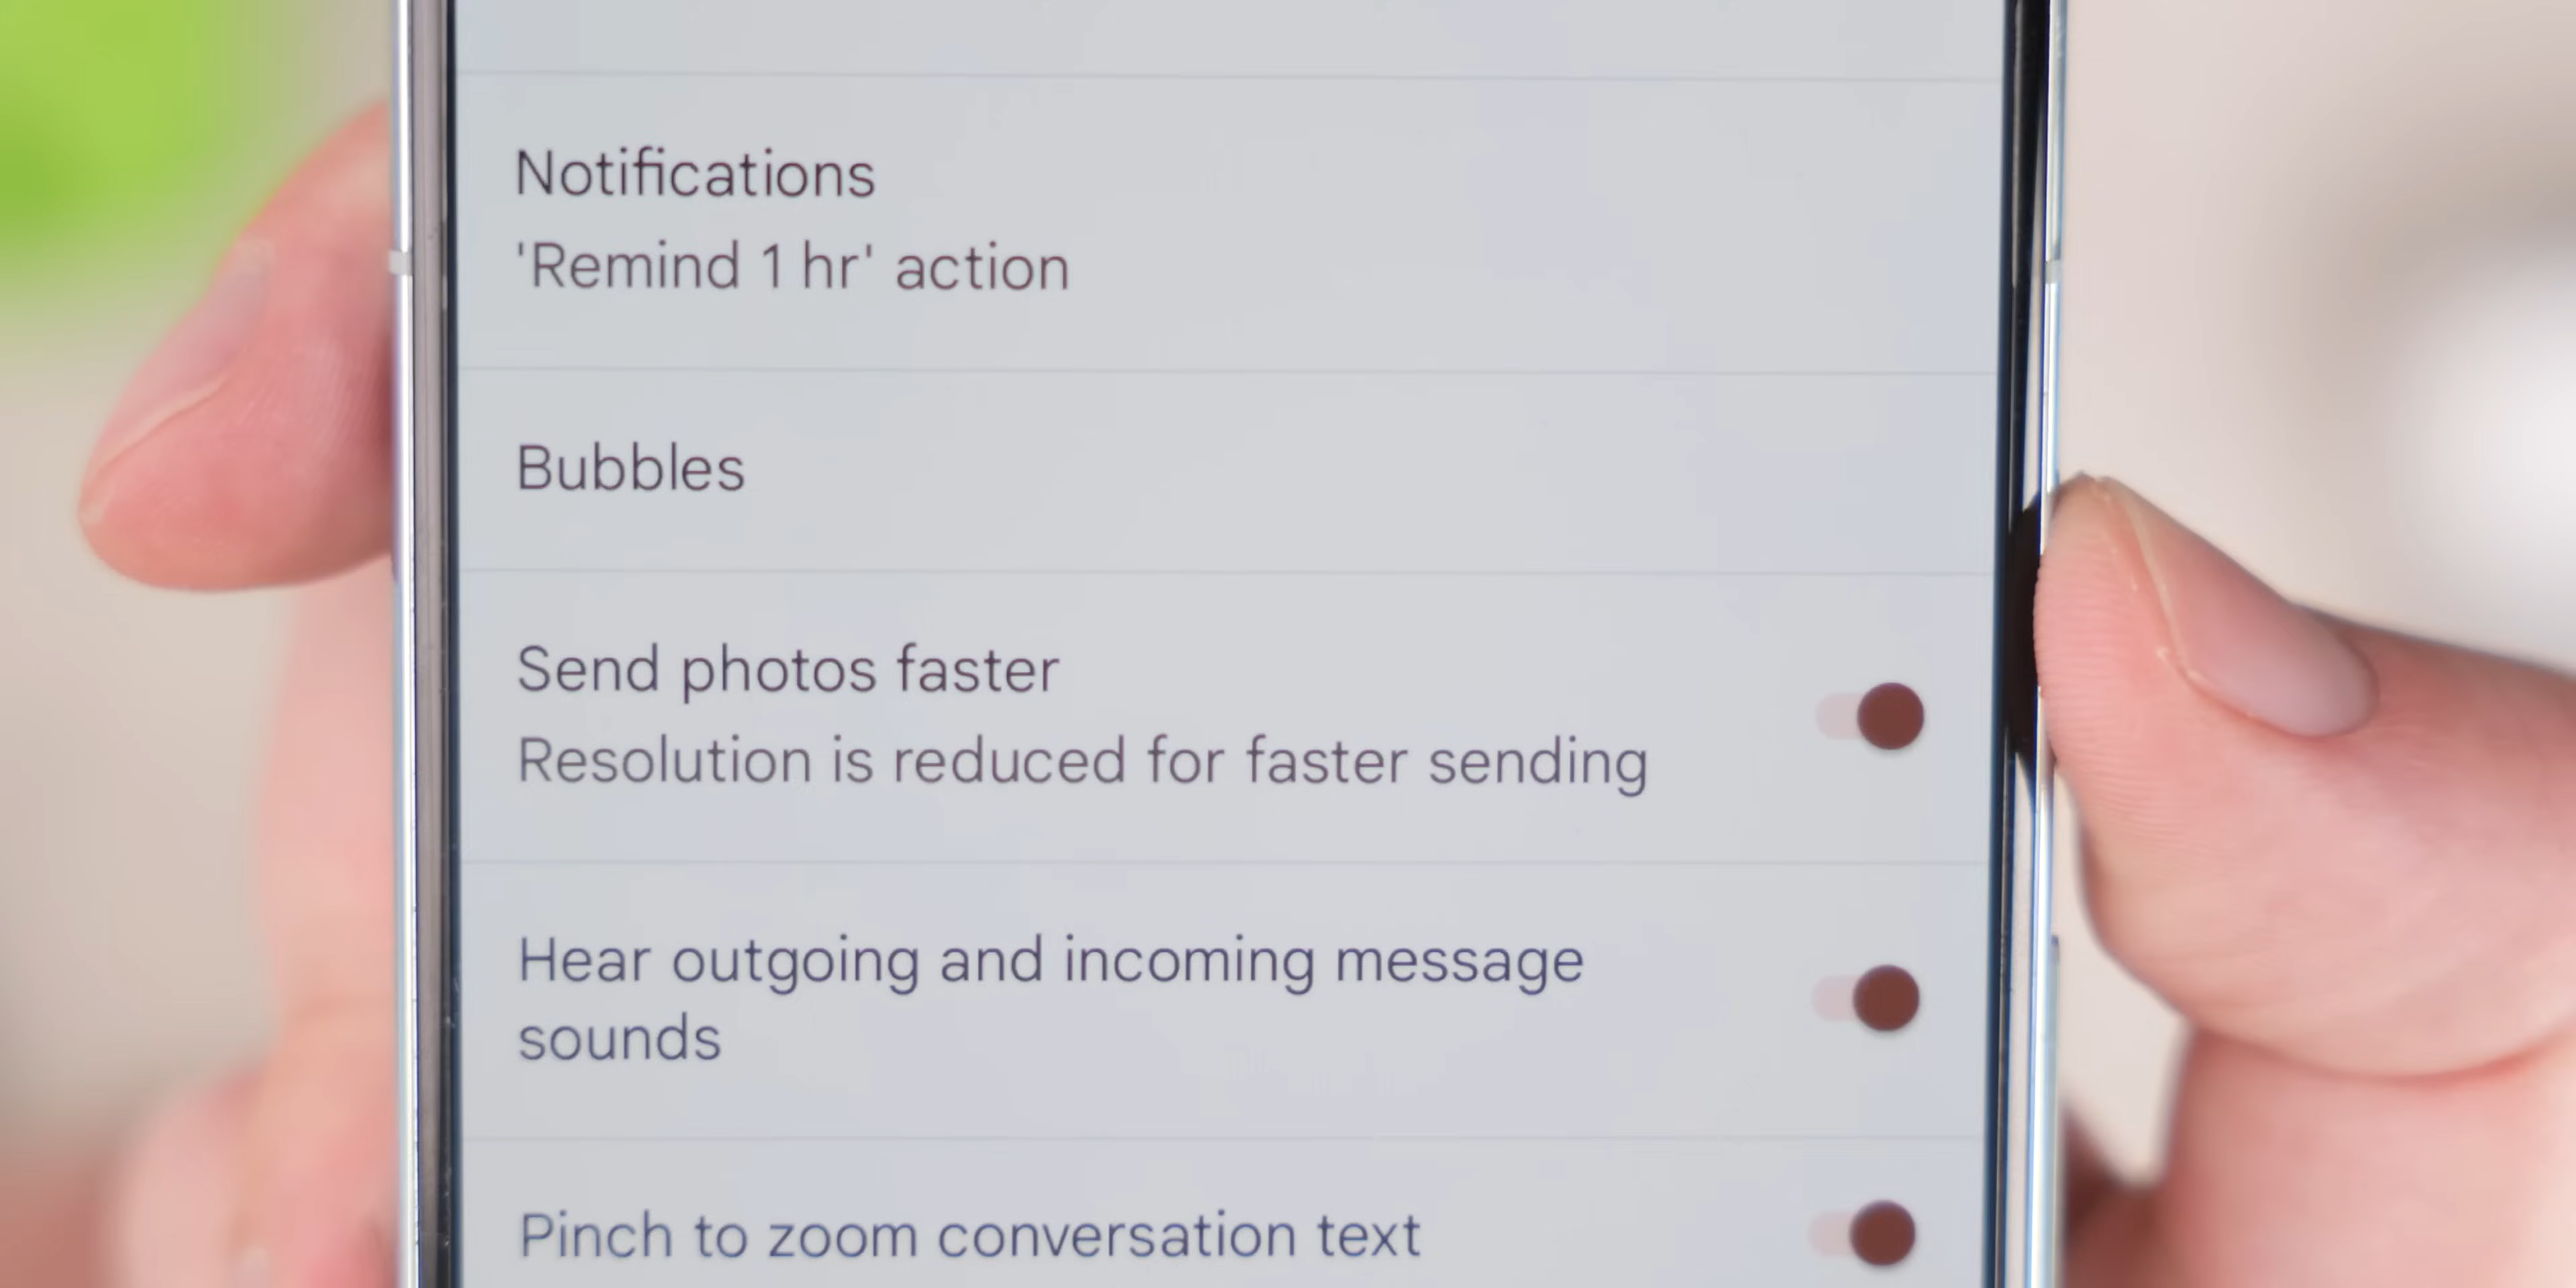 Notifications
'Remind 1 hr' action
Bubbles
Send photos faster
Resolution is reduced for faster sending
Hear outgoing and incoming message
sounds
Pinch to zoom conversation text